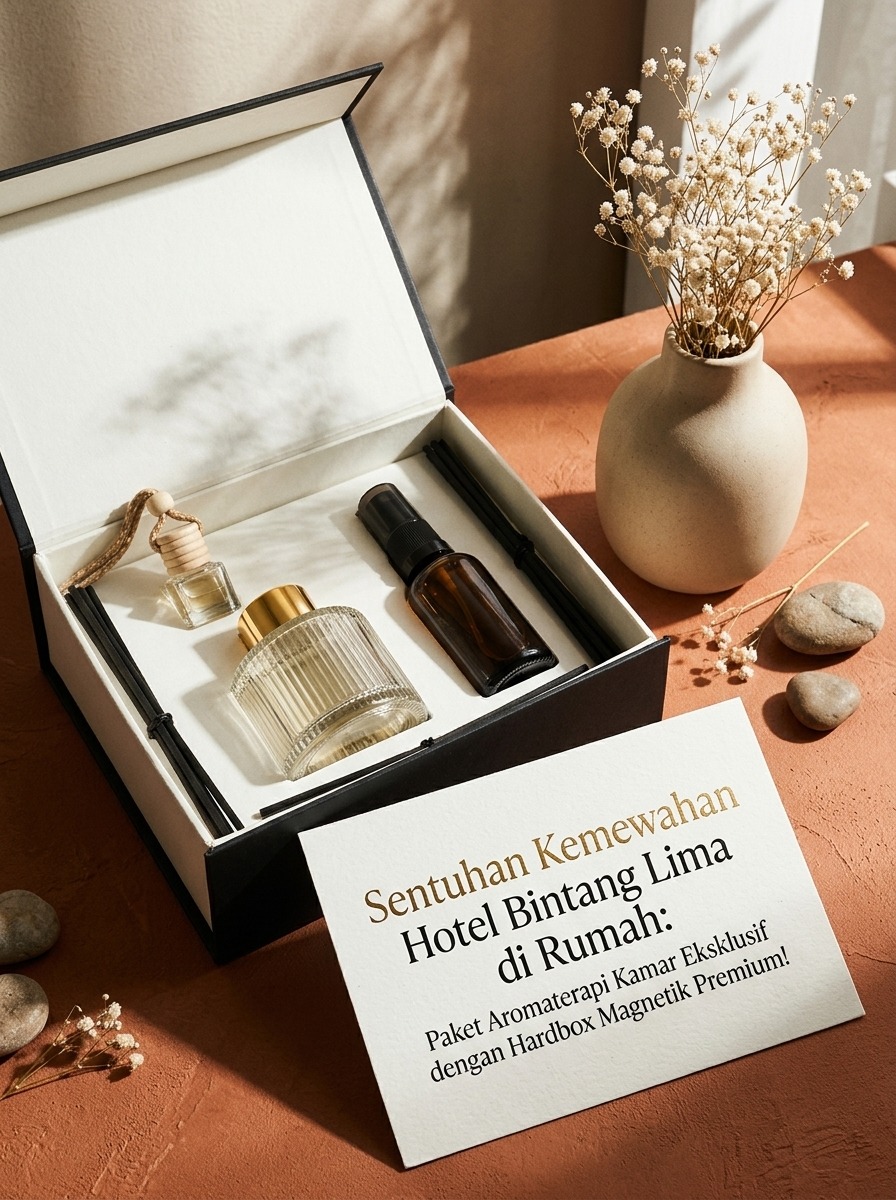 Sentuhan Kemewahan
Hotel Bintang Lima
di Rumah:
Paket Aromaterapi Kamar Eksklusif
dengan Hardbox Magnetik Premium!